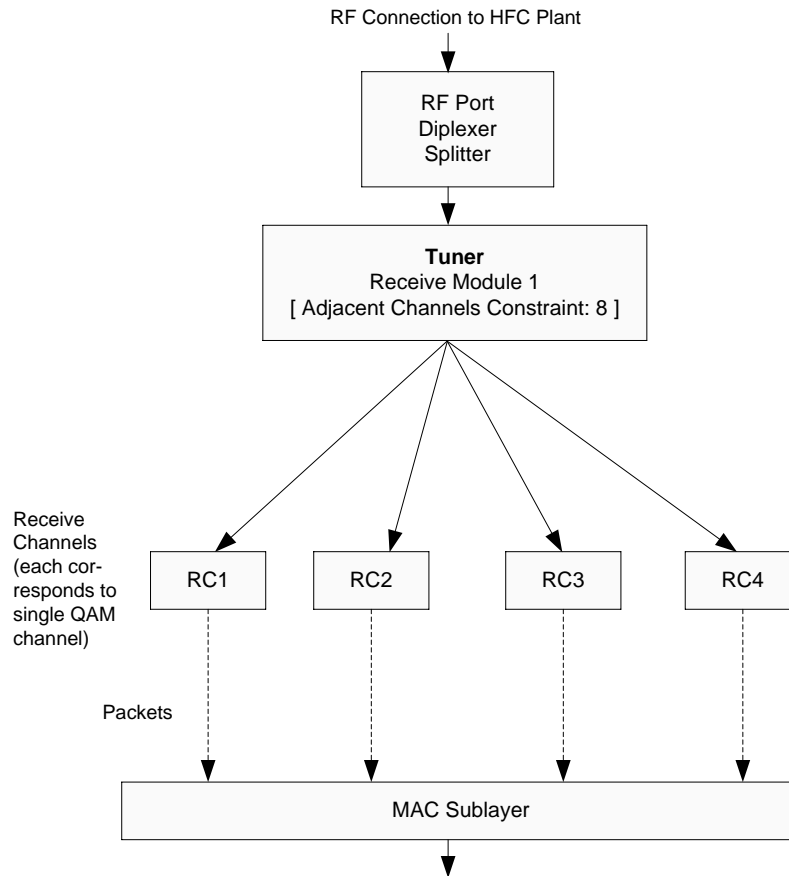 RF Connection to HFC Plant
RF Port
Diplexer
Splitter
Tuner
Receive Module 1
[ Adjacent Channels Constraint: 8 ]
Receive
Channels
(each cor-
responds to
single QAM
channel)
RC1
RC2
RC3
RC4
Packets
MAC Sublayer